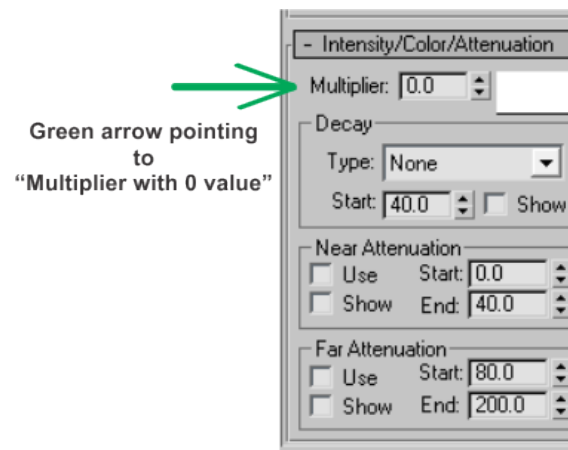 - Intensity/Color/Attenuation
Multiplier: 0.0
Green arrow pointing
to
“Multiplier with 0 value”
Decay
Type: None
Start: 40.0 Show
Near Attenuation
Use Start: 0.0
Show End: 40.0
Far Attenuation
Use Start: 80.0
Show End: 200.0